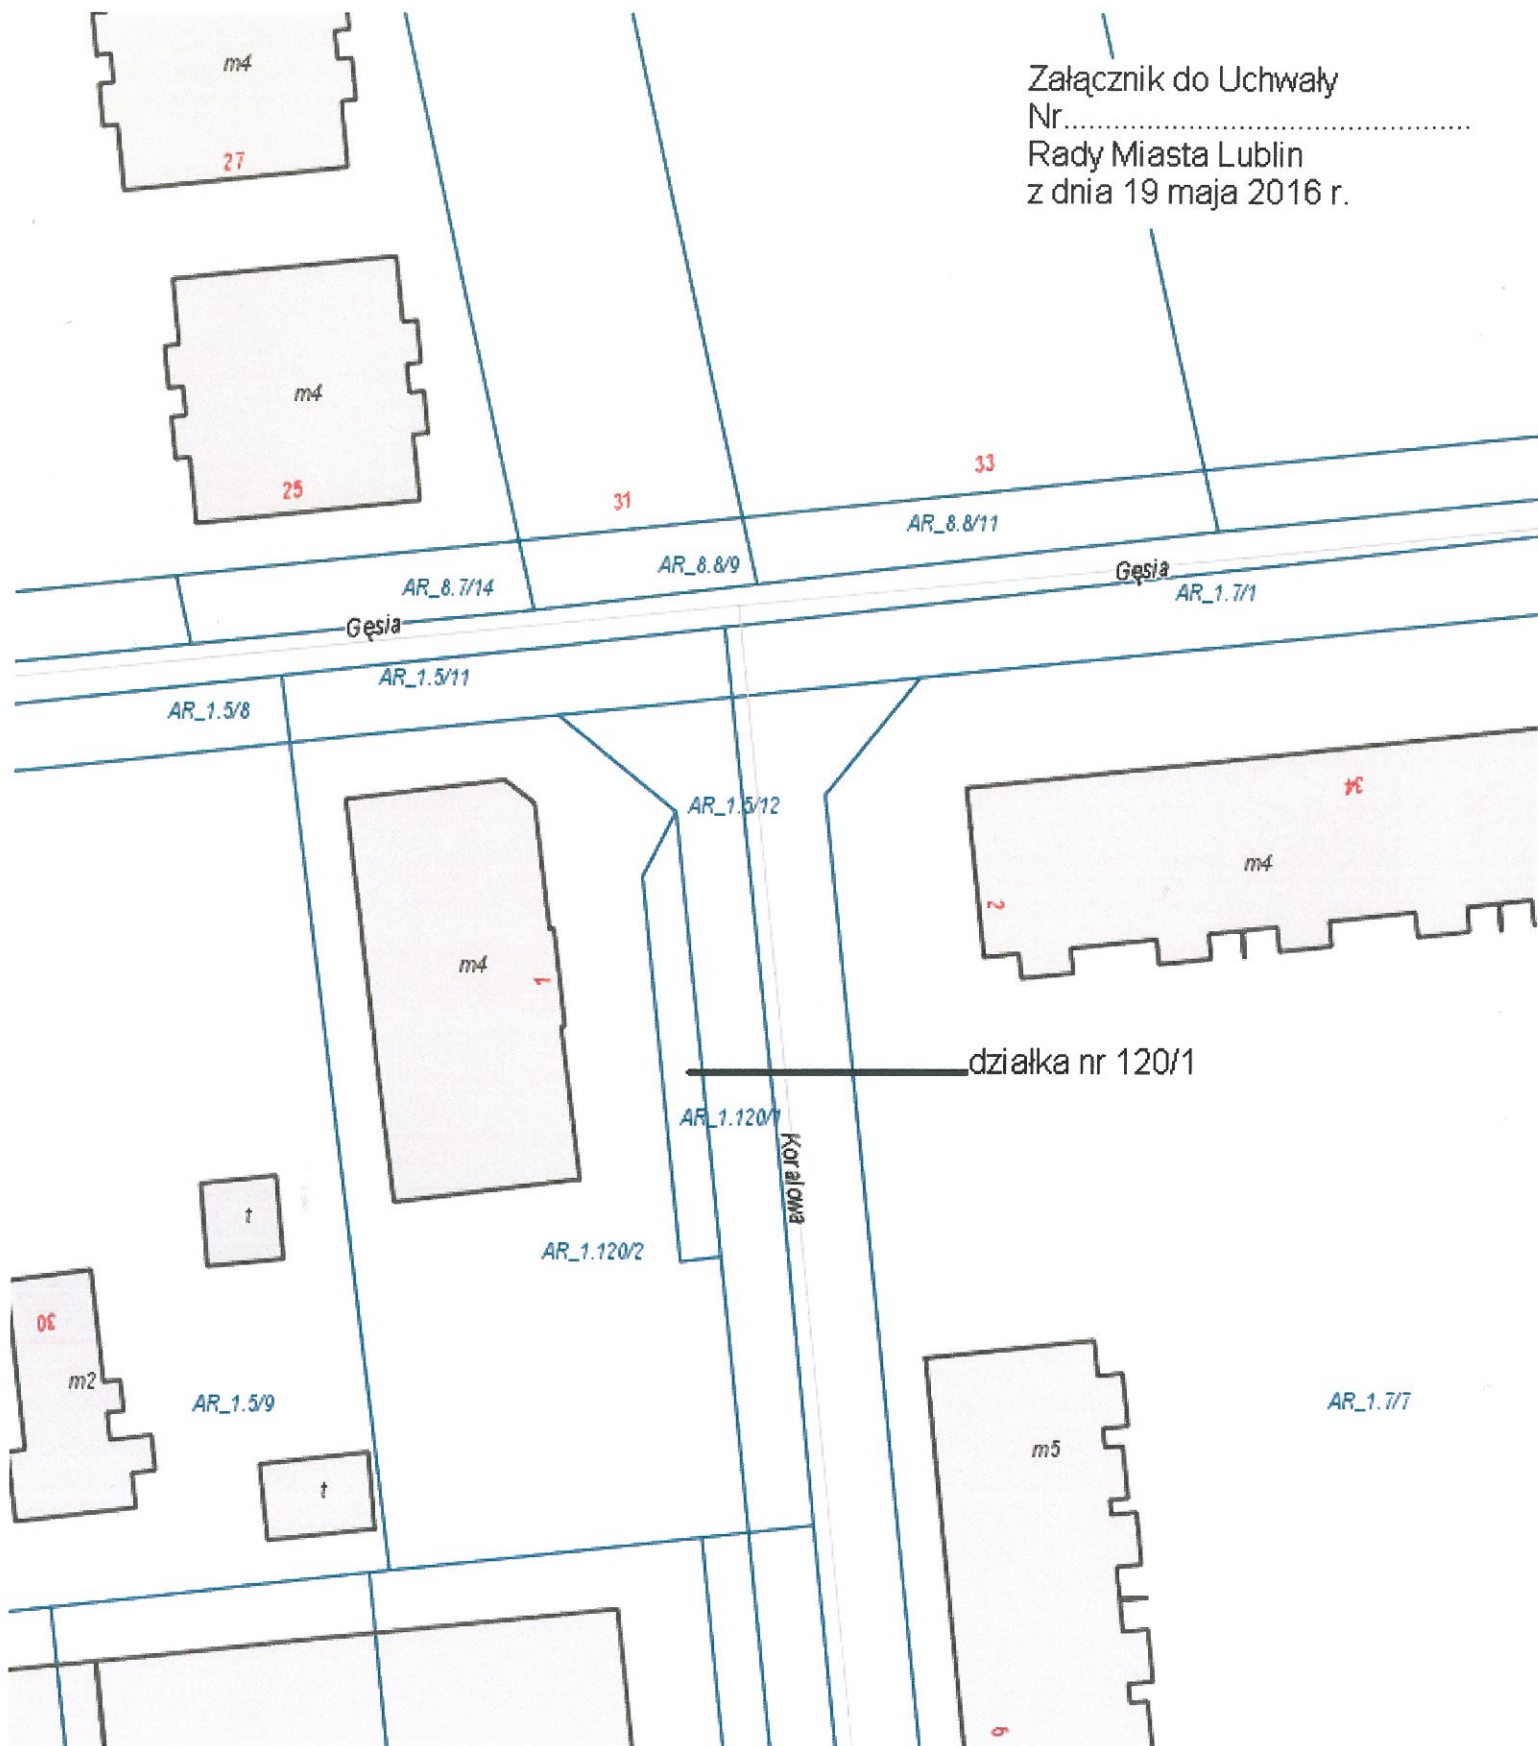 Załącznik do Uchwały
Nr......................................................
Rady Miasta Lublin
z dnia 19 maja 2016 r.
m4
27
m4
25
31
33
AR_8.8/11
AR_8.8/9
AR_8.7/14
Gęsia
Gęsia
AR_1.7/1
AR_1.5/11
AR_1.5/8
AR_1.5/12
34
m4
2
m4
1
działka nr 120/1
AR_1.120/1
Koralowa
t
AR_1.120/2
30
m2
AR_1.5/9
AR_1.7/7
m5
t
6